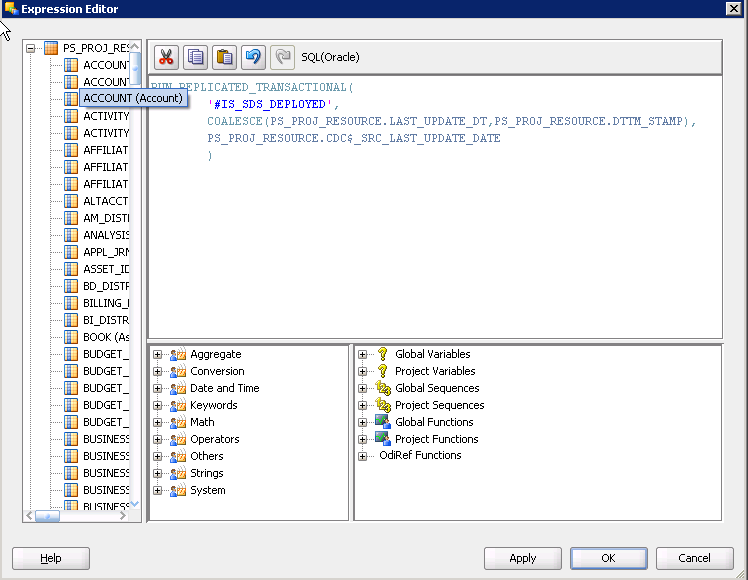 Expression Editor
PS_PROJ_RES
SQL(Oracle)
ACCOUNT
ACCOUNT
ACCOUNT (Account)
ACTIVITY
ACTIVITY
AFFILIAT
AFFILIAT
AFFILIAT
ALTACCT
AM_DISTR
ANALYSIS
APPL_JRN
ASSET_ID
BD_DISTR
BILLING_
BI_DISTR
BOOK (As
BUDGET_
BUDGET_
BUDGET_
BUDGET_
BUDGET_
BUSINESS
BUSINESS
BUSINESS
BUSINESS
BUSINESS
RUN_REPLICATED_TRANSACTIONAL(
'#IS_SDS_DEPLOYED',
COALESCE(PS_PROJ_RESOURCE.LAST_UPDATE_DT,PS_PROJ_RESOURCE.DTTM_STAMP),
PS_PROJ_RESOURCE.CDC$_SRC_LAST_UPDATE_DATE
)
Aggregate
Conversion
Date and Time
Keywords
Math
Operators
Others
Strings
System
Global Variables
Project Variables
Global Sequences
Project Sequences
Global Functions
Project Functions
OdiRef Functions
Help
Apply
OK
Cancel